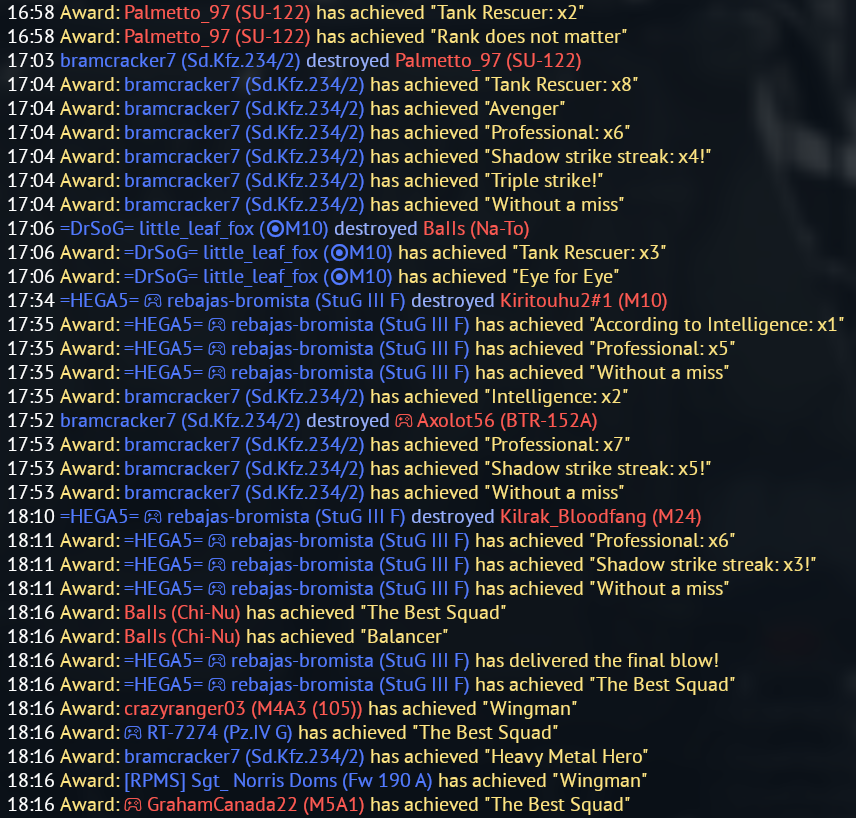 16:58 Award: Palmetto_97 (SU-122) has achieved "Tank Rescuer: x2"
16:58 Award: Palmetto_97 (SU-122) has achieved "Rank does not matter"
17:03 bramcracker7 (Sd.Kfz.234/2) destroyed Palmetto_97 (SU-122)
17:04 Award: bramcracker7 (Sd.Kfz.234/2) has achieved "Tank Rescuer: x8"
17:04 Award: bramcracker7 (Sd.Kfz.234/2) has achieved "Avenger"
17:04 Award: bramcracker7 (Sd.Kfz.234/2) has achieved "Professional: x6"
17:04 Award: bramcracker7 (Sd.Kfz.234/2) has achieved "Shadow strike streak: x4!"
17:04 Award: bramcracker7 (Sd.Kfz.234/2) has achieved "Triple strike!"
17:04 Award: bramcracker7 (Sd.Kfz.234/2) has achieved "Without a miss"
17:06 =DrSoG= little_leaf_fox (M10) destroyed BaIIs (Na-To)
17:06 Award: =DrSoG= little_leaf_fox (M10) has achieved "Tank Rescuer: x3"
17:06 Award: =DrSoG= little_leaf_fox (M10) has achieved "Eye for Eye"
17:34 =HEGA5= rebajas-bromista (StuG III F) destroyed Kiritouhu2#1 (M10)
17:35 Award: =HEGA5= rebajas-bromista (StuG III F) has achieved "According to Intelligence: x1"
17:35 Award: =HEGA5= rebajas-bromista (StuG III F) has achieved "Professional: x5"
17:35 Award: =HEGA5= rebajas-bromista (StuG III F) has achieved "Without a miss"
17:35 Award: bramcracker7 (Sd.Kfz.234/2) has achieved "Intelligence: x2"
17:52 bramcracker7 (Sd.Kfz.234/2) destroyed Axolot56 (BTR-152A)
17:53 Award: bramcracker7 (Sd.Kfz.234/2) has achieved "Professional: x7"
17:53 Award: bramcracker7 (Sd.Kfz.234/2) has achieved "Shadow strike streak: x5!"
17:53 Award: bramcracker7 (Sd.Kfz.234/2) has achieved "Without a miss"
18:10 =HEGA5= rebajas-bromista (StuG III F) destroyed Kilrak_Bloodfang (M24)
18:11 Award: =HEGA5= rebajas-bromista (StuG III F) has achieved "Professional: x6"
18:11 Award: =HEGA5= rebajas-bromista (StuG III F) has achieved "Shadow strike streak: x3!"
18:11 Award: =HEGA5= rebajas-bromista (StuG III F) has achieved "Without a miss"
18:16 Award: BaIIs (Chi-Nu) has achieved "The Best Squad"
18:16 Award: BaIIs (Chi-Nu) has achieved "Balancer"
18:16 Award: =HEGA5= rebajas-bromista (StuG III F) has delivered the final blow!
18:16 Award: =HEGA5= rebajas-bromista (StuG III F) has achieved "The Best Squad"
18:16 Award: crazyranger03 (M4A3 (105)) has achieved "Wingman"
18:16 Award: RT-7274 (Pz.IV G) has achieved "The Best Squad"
18:16 Award: bramcracker7 (Sd.Kfz.234/2) has achieved "Heavy Metal Hero"
18:16 Award: [RPMS] Sgt_ Norris Doms (Fw 190 A) has achieved "Wingman"
18:16 Award: GrahamCanada22 (M5A1) has achieved "The Best Squad"